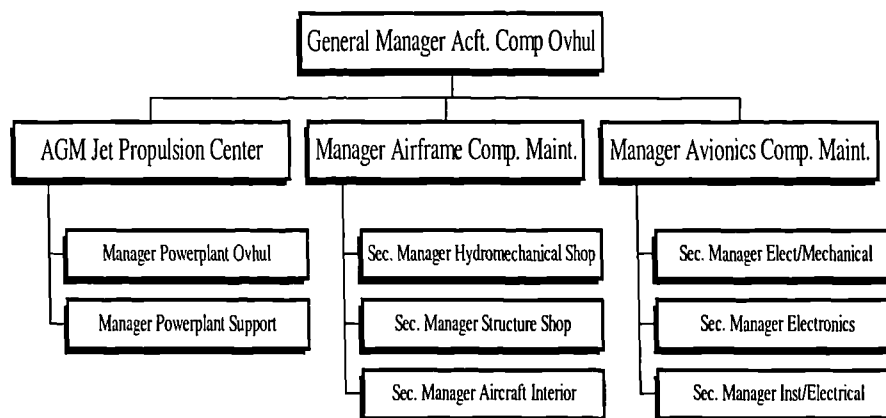 General Manager Acft. Comp Ovhul
AGM Jet Propulsion Center
Manager Airframe Comp. Maint.
Manager Avionics Comp. Maint.
Manager Powerplant Ovhul
Sec. Manager Hydromechanical Shop
Sec. Manager Elect/Mechanical
Manager Powerplant Support
Sec. Manager Structure Shop
Sec. Manager Electronics
Sec. Manager Aircraft Interior
Sec. Manager Inst/Electrical